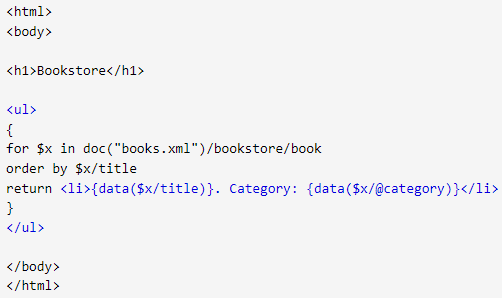 <html>
<body>
<h1>Bookstore</h1>
<ul>
{
for $x in doc("books.xml")/bookstore/book
order by $x/title
return <li>{data($x/title)}. Category: {data($x/@category)}</li>
}
</ul>
</body>
</html>